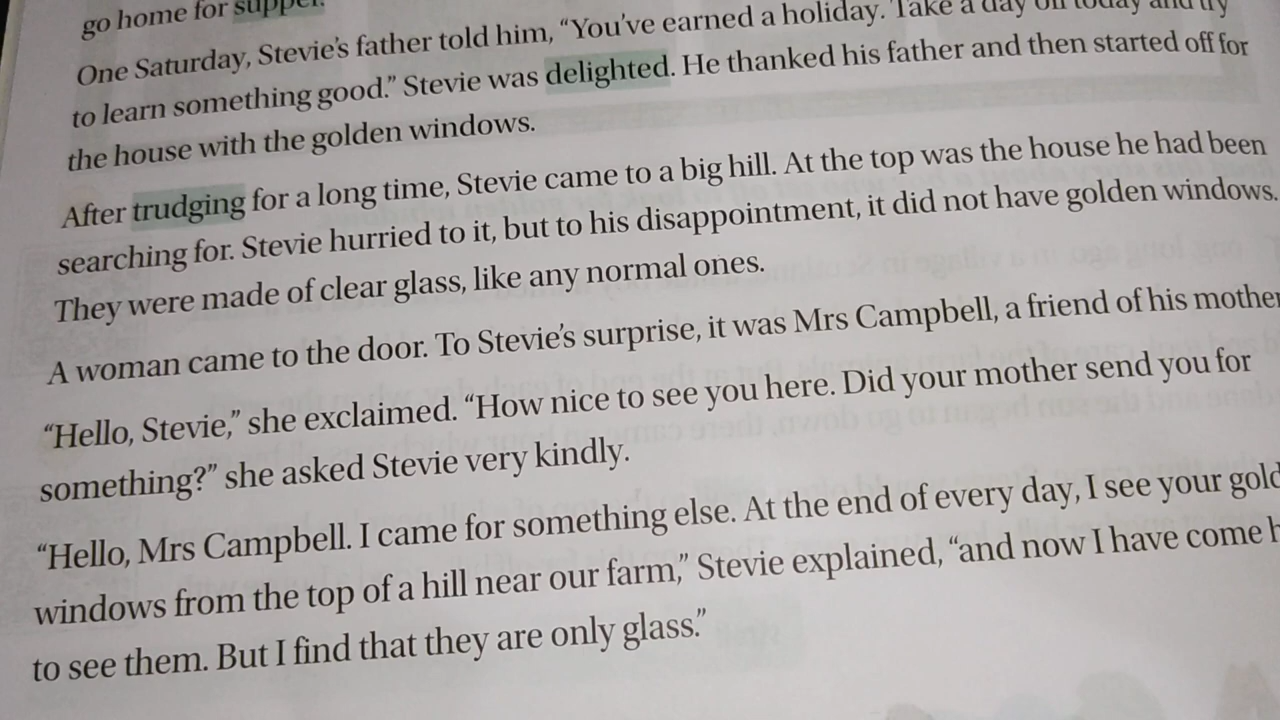 go home for supper.
One Saturday, Stevie’s father told him, “You’ve earned a holiday. Take a day off today and try
to learn something good.” Stevie was delighted. He thanked his father and then started off for
the house with the golden windows.
After trudging for a long time, Stevie came to a big hill. At the top was the house he had been
searching for. Stevie hurried to it, but to his disappointment, it did not have golden windows.
They were made of clear glass, like any normal ones.
A woman came to the door. To Stevie’s surprise, it was Mrs Campbell, a friend of his mother
“Hello, Stevie,” she exclaimed. “How nice to see you here. Did your mother send you for
something?” she asked Stevie very kindly.
“Hello, Mrs Campbell. I came for something else. At the end of every day, I see your gold
windows from the top of a hill near our farm,” Stevie explained, “and now I have come h
to see them. But I find that they are only glass.”